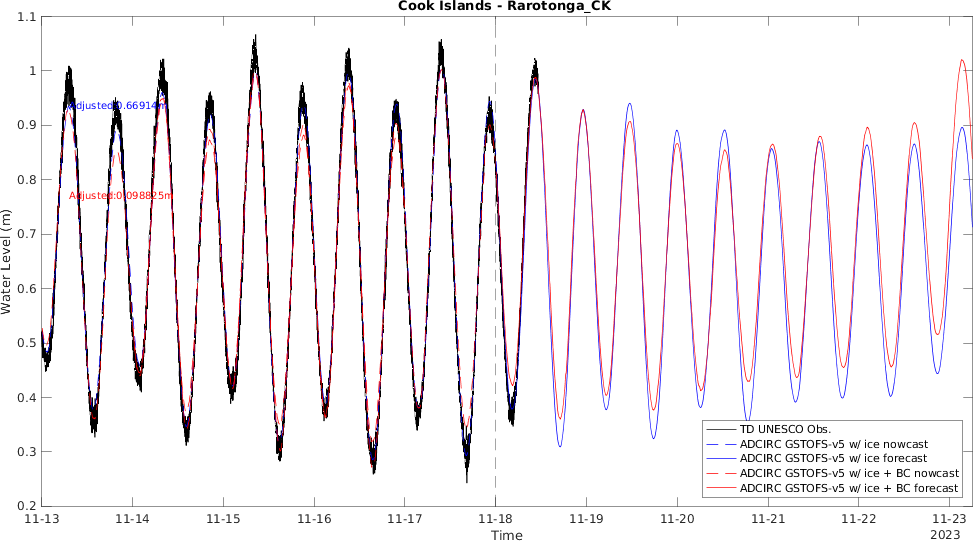 Cook Islands - Rarotonga_CK
1.1
1
0.9
0.8
0.7
0.6
0.5
0.4
0.3
0.2
Water Level (m)
Adjusted:0.66914m
Adjusted:0.098825m
TD UNESCO Obs.
ADCIRC GSTOFS-v5 w/ ice nowcast
ADCIRC GSTOFS-v5 w/ ice forecast
ADCIRC GSTOFS-v5 w/ ice + BC nowcast
ADCIRC GSTOFS-v5 w/ ice + BC forecast
11-13 11-14 11-15 11-16 11-17 11-18 11-19 11-20 11-21 11-22 11-23
Time
2023